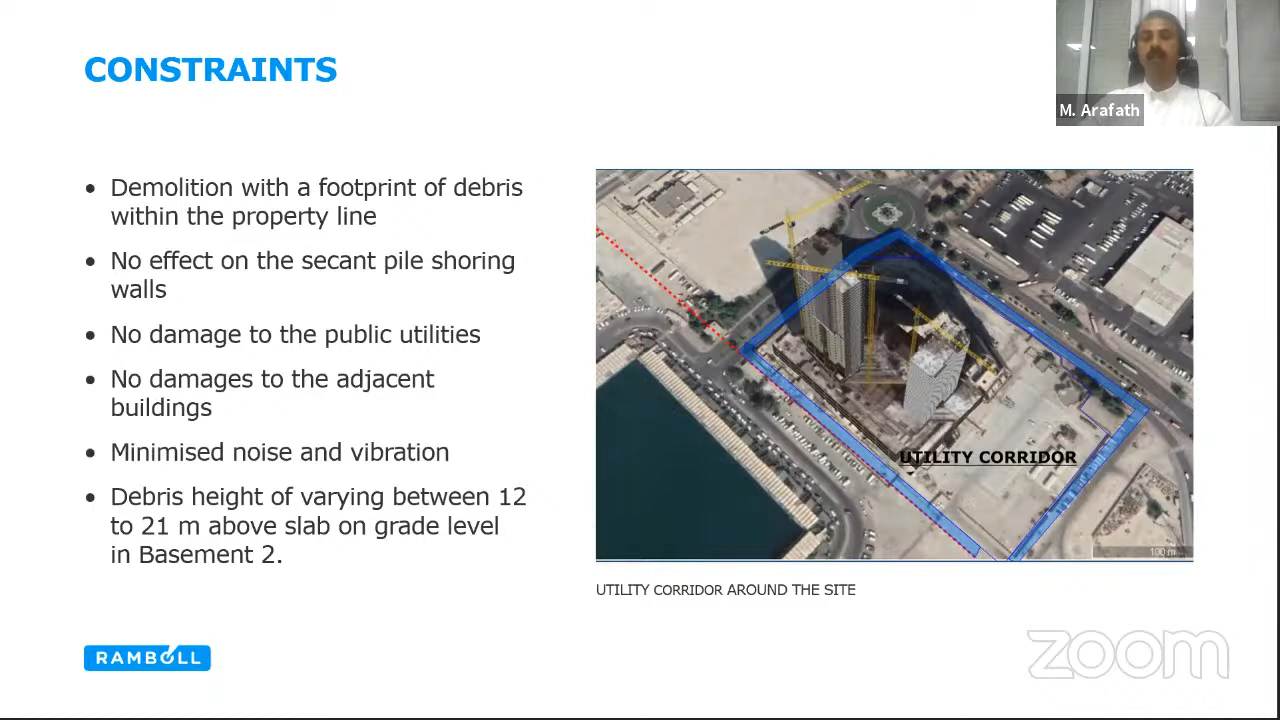 CONSTRAINTS
M. Arafath
• Demolition with a footprint of debris
within the property line
• No effect on the secant pile shoring
walls
• No damage to the public utilities
• No damages to the adjacent
buildings
• Minimised noise and vibration
• Debris height of varying between 12
to 21 m above slab on grade level
in Basement 2.
UTILITY CORRIDOR
100 m
UTILITY CORRIDOR AROUND THE SITE
RAMBOLL
zoom